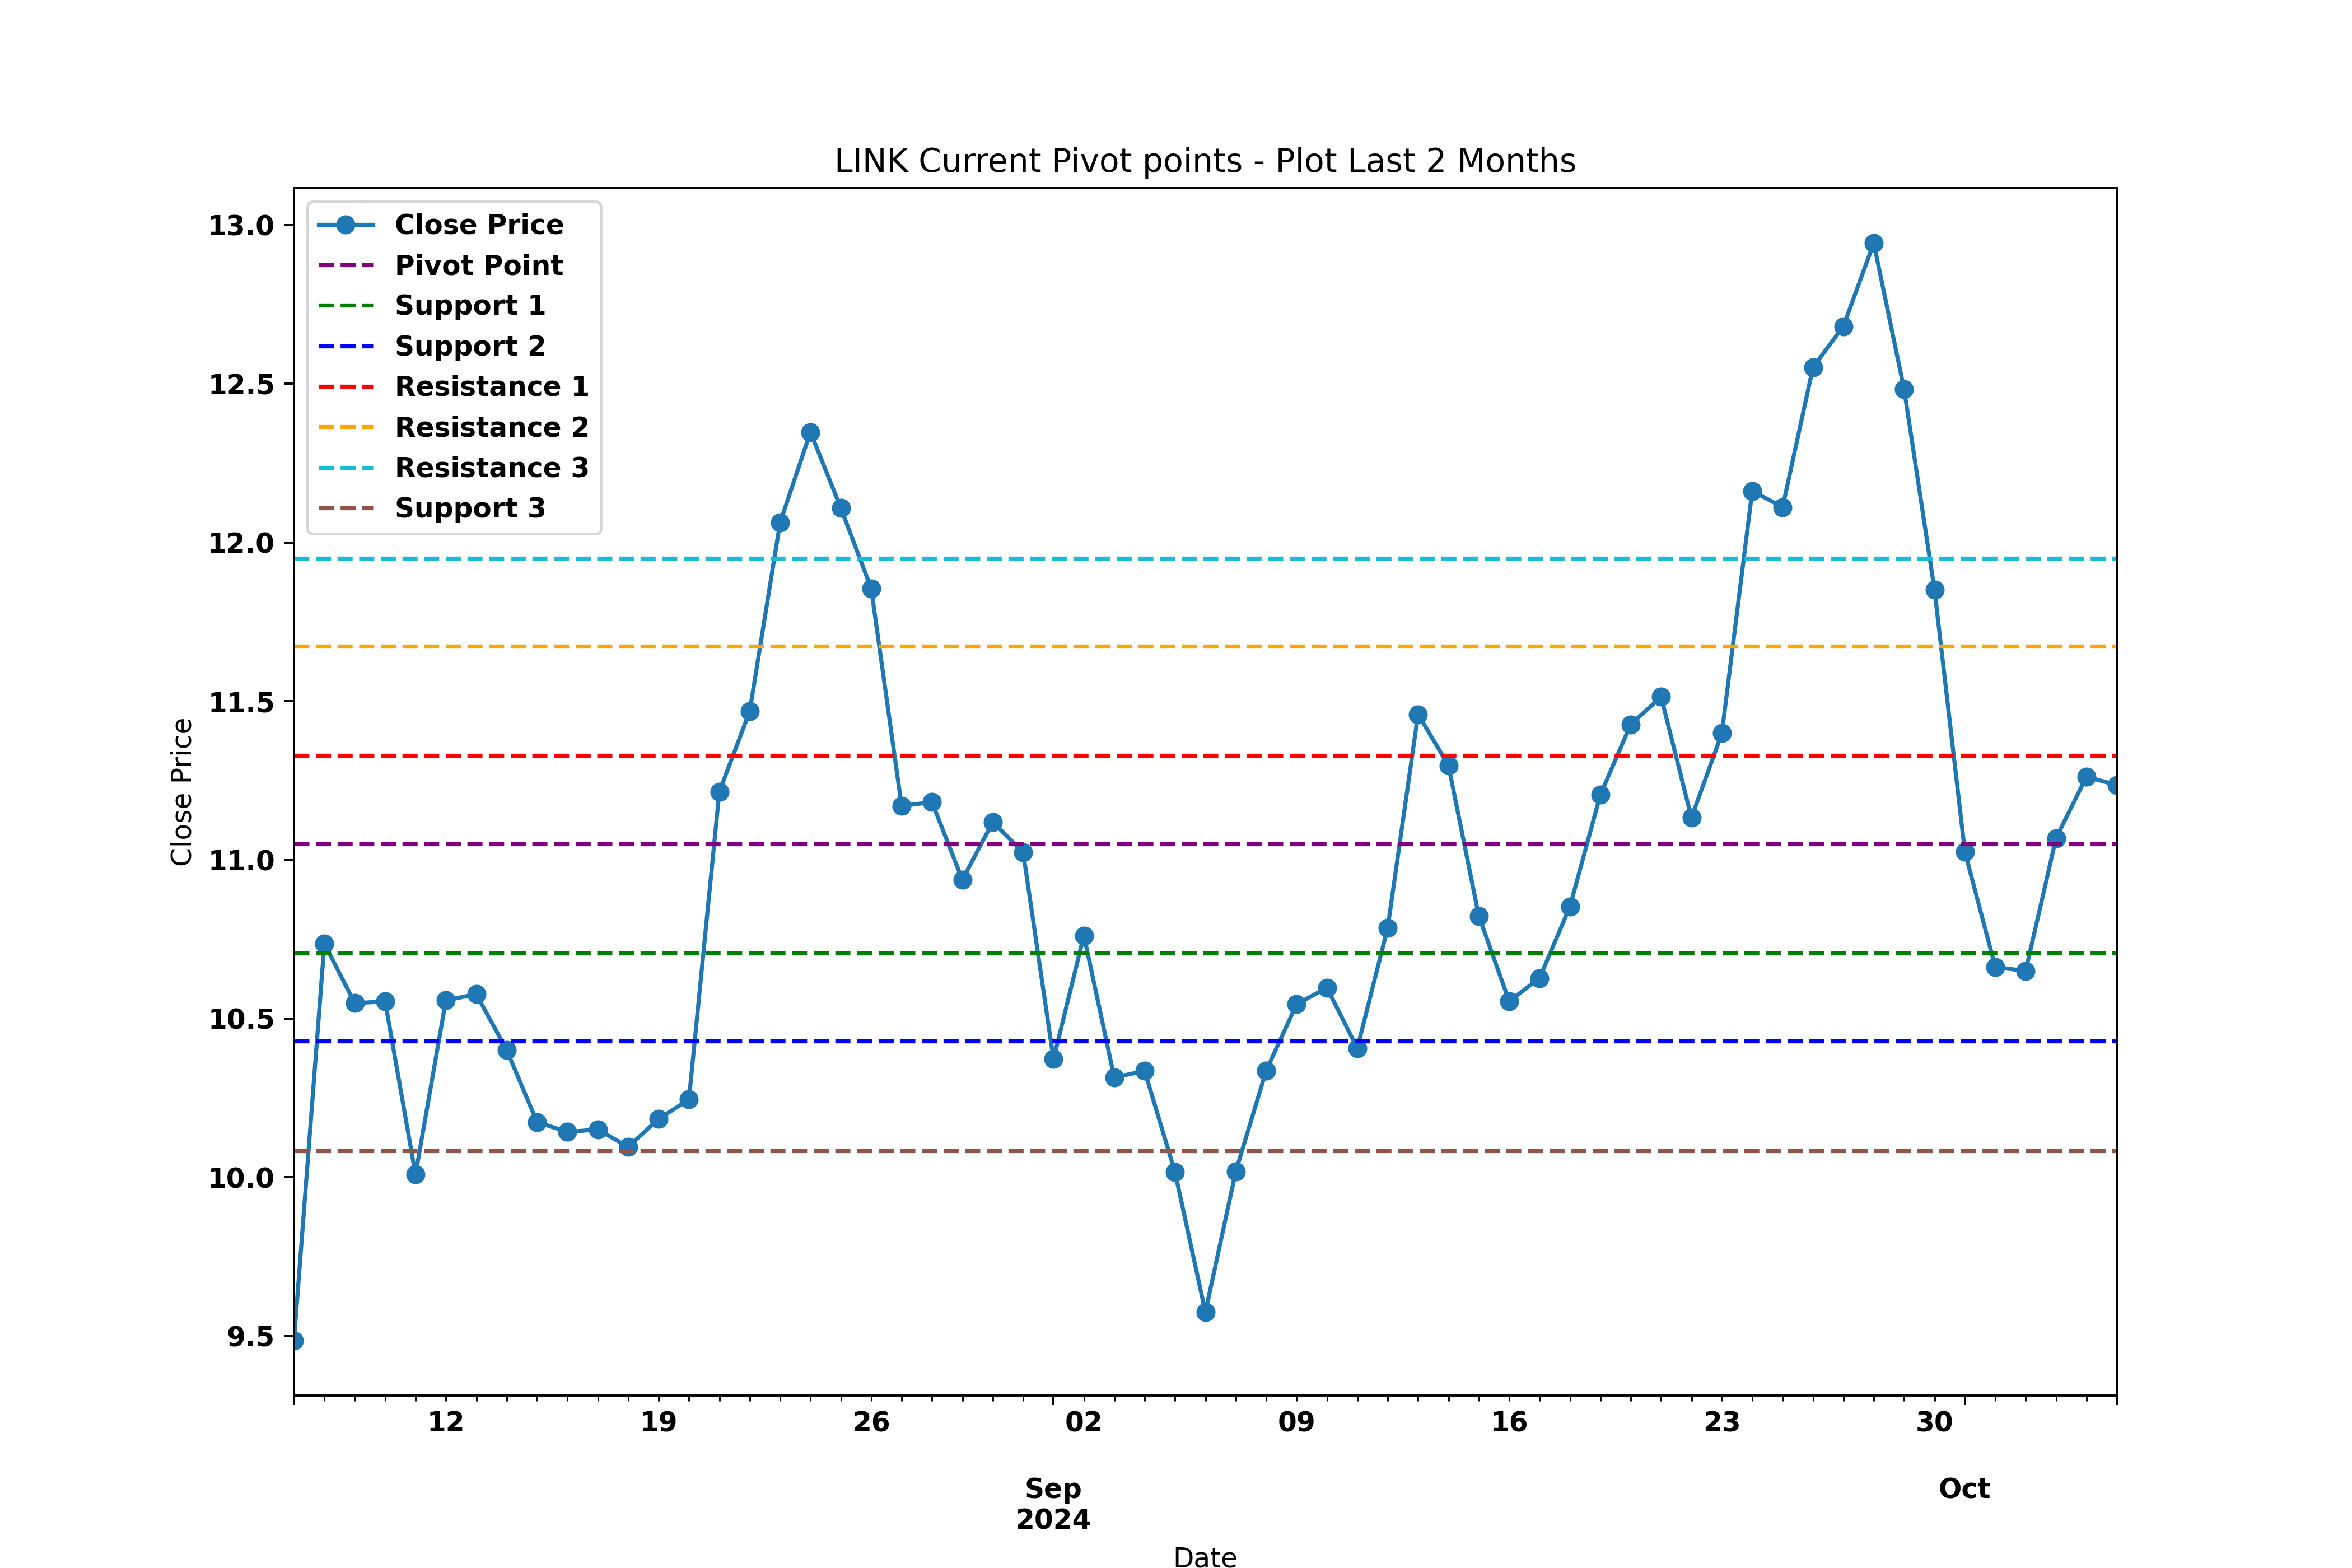 LINK Current Pivot points - Plot Last 2 Months
Close Price
Pivot Point
Support 1
Support 2
Resistance 1
Resistance 2
Resistance 3
Support 3
13.0
12.5
12.0
11.5
11.0
10.5
10.0
9.5
Close Price
12 19 26 02 09 16 23 30
Sep Oct
2024
Date